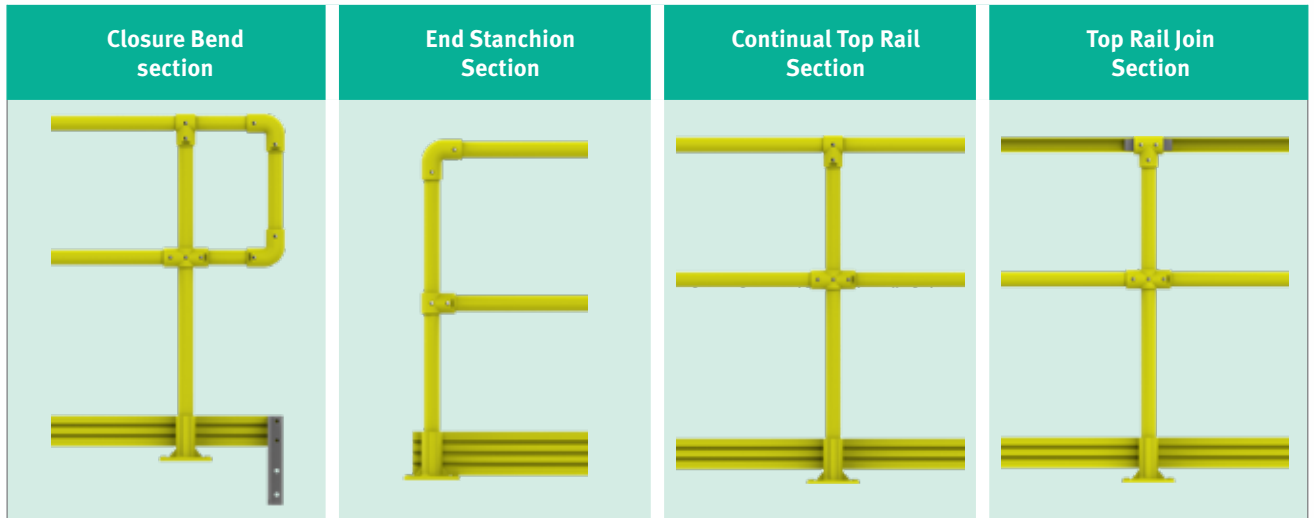 Closure Bend
section
End Stanchion
Section
Continual Top Rail
Section
Top Rail Join
Section